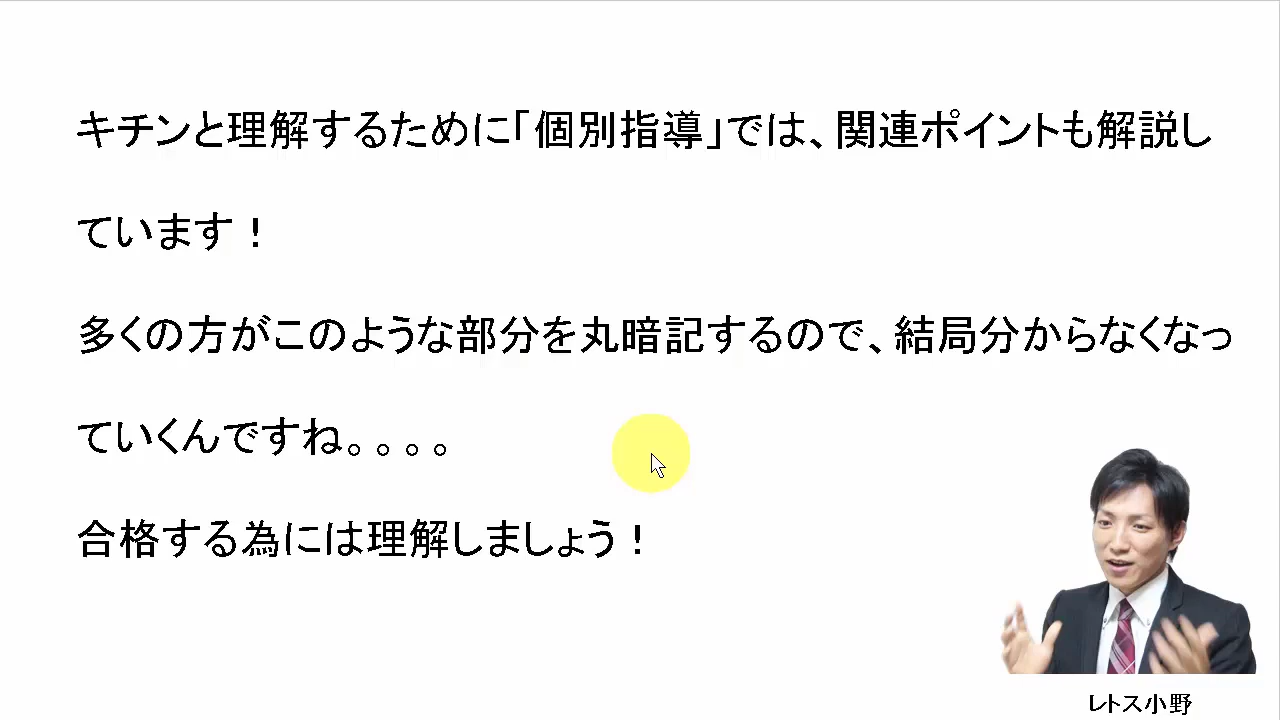 キチンと理解するために「個別指導」では、関連ポイントも解説し
ています！
多くの方がこのような部分を丸暗記するので、結局分からなくなっ
ていくんですね。。。。
合格する為には理解しましょう！
レトス小野